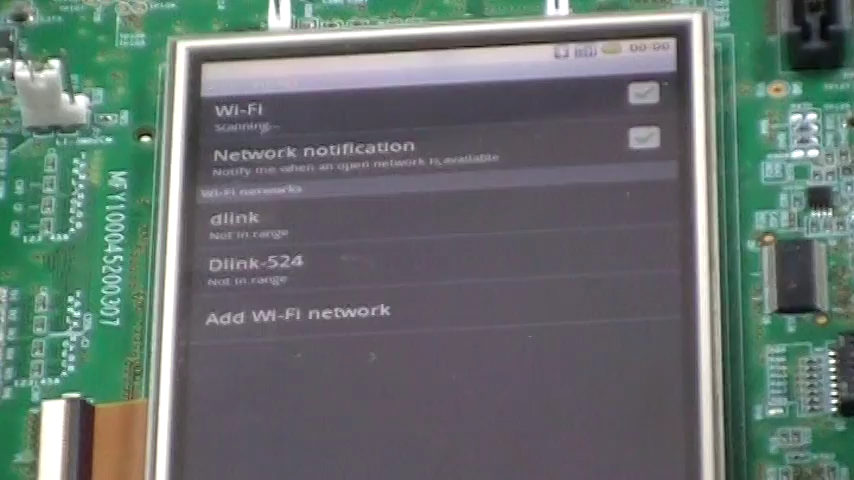 00:00
Wi-Fi
Scanning...
Network notification
Notify me when an open network is available
Wi-Fi networks
dlink
Not in range
Dlink-524
Not in range
Add Wi-Fi network
MFY100045200307